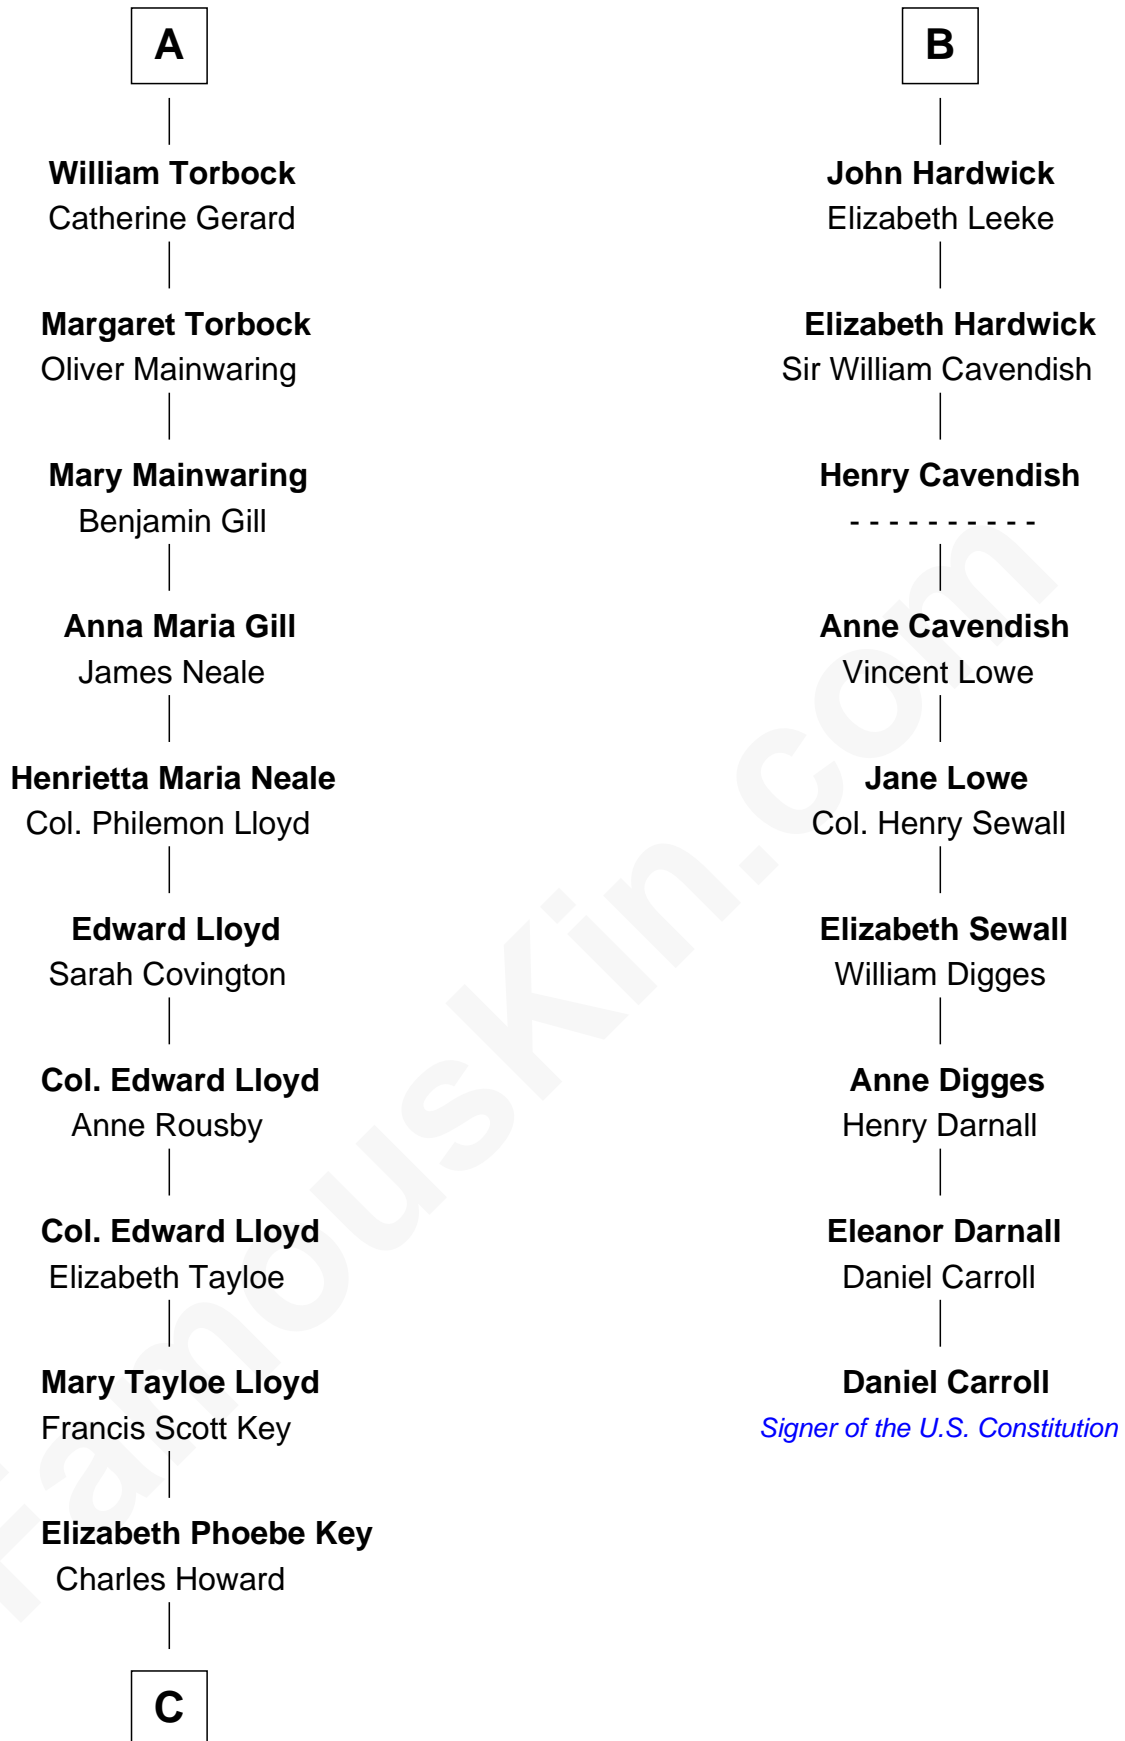 A
William Torbock
Catherine Gerard
Margaret Torbock
Oliver Mainwaring
Mary Mainwaring
Benjamin Gill
Anna Maria Gill
James Neale
Henrietta Maria Neale
Col. Philemon Lloyd
Edward Lloyd
Sarah Covington
Col. Edward Lloyd
Anne Rousby
Col. Edward Lloyd
Elizabeth Tayloe
Mary Tayloe Lloyd
Francis Scott Key
Elizabeth Phoebe Key
Charles Howard
C
B
John Hardwick
Elizabeth Leeke
Elizabeth Hardwick
Sir William Cavendish
Henry Cavendish
- - - - - - - - - -
Anne Cavendish
Vincent Lowe
Jane Lowe
Col. Henry Sewall
Elizabeth Sewall
William Digges
Anne Digges
Henry Darnall
Eleanor Darnall
Daniel Carroll
Daniel Carroll
Signer of the U.S. Constitution
FamousKin.com